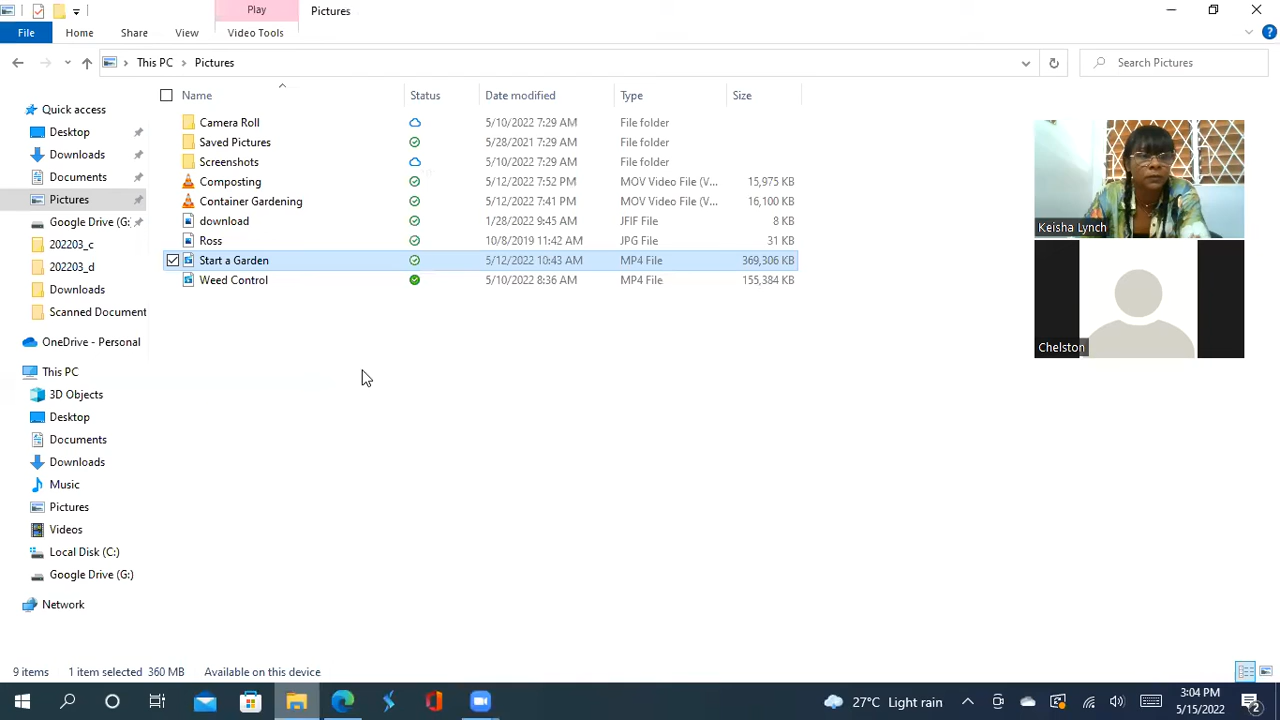 Play
Pictures
File
Home
Share
View
Video Tools
This PC
Pictures
Search Pictures
Name
Status
Date modified
Type
Size
Quick access
Desktop
Downloads
Documents
Pictures
Google Drive (G:
202203_c
202203_d
Downloads
Scanned Document
OneDrive - Personal
This PC
3D Objects
Desktop
Documents
Downloads
Music
Pictures
Videos
Local Disk (C:)
Google Drive (G:)
Network
Camera Roll 5/10/2022 7:29 AM File folder
Saved Pictures 5/28/2021 7:29 AM File folder
Screenshots 5/10/2022 7:29 AM File folder
Composting 5/12/2022 7:52 PM MOV Video File (V... 15,975 KB
Container Gardening 5/12/2022 7:41 PM MOV Video File (V... 16,100 KB
download 1/28/2022 9:45 AM JFIF File 8 KB
Ross 10/8/2019 11:42 AM JPG File 31 KB
Start a Garden 5/12/2022 10:43 AM MP4 File 369,306 KB
Weed Control 5/10/2022 8:36 AM MP4 File 155,384 KB
Keisha Lynch
Chelston
9 items 1 item selected 360 MB Available on this device
27°C Light rain
3:04 PM
5/15/2022
2